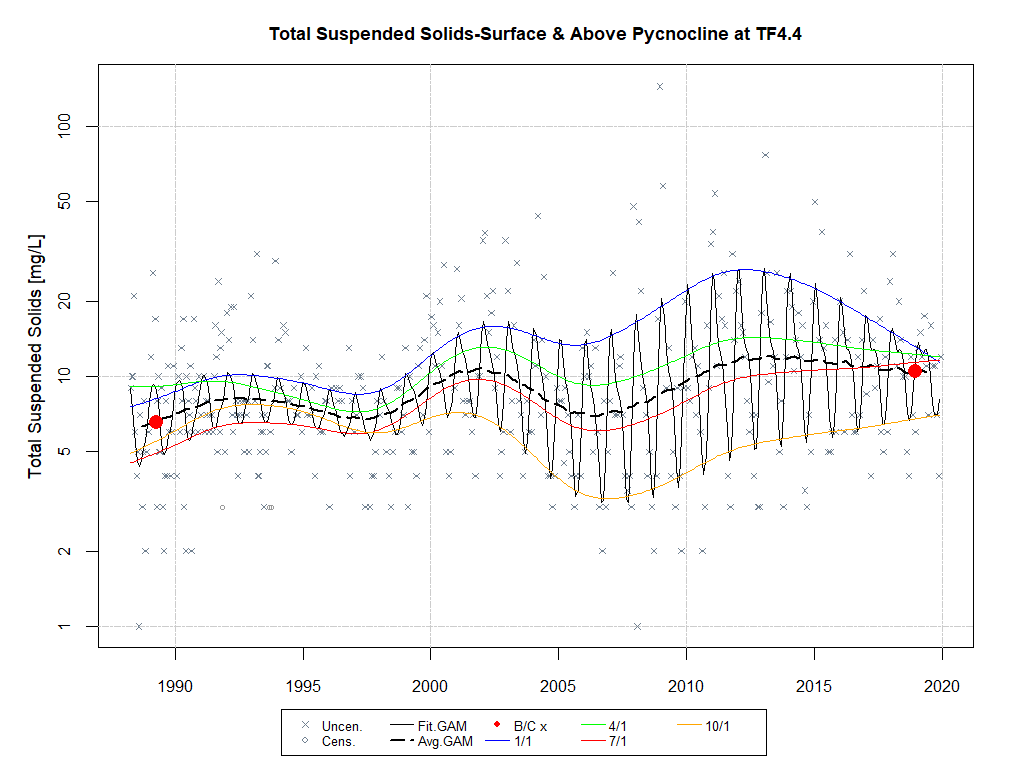 Total Suspended Solids-Surface & Above Pycnocline at TF4.4
Total Suspended Solids [mg/L]
100
50
20
10
5
2
1
1990 1995 2000 2005 2010 2015 2020
Uncen. Fit.GAM B/C x 4/1 10/1
Cens. Avg.GAM 1/1 7/1